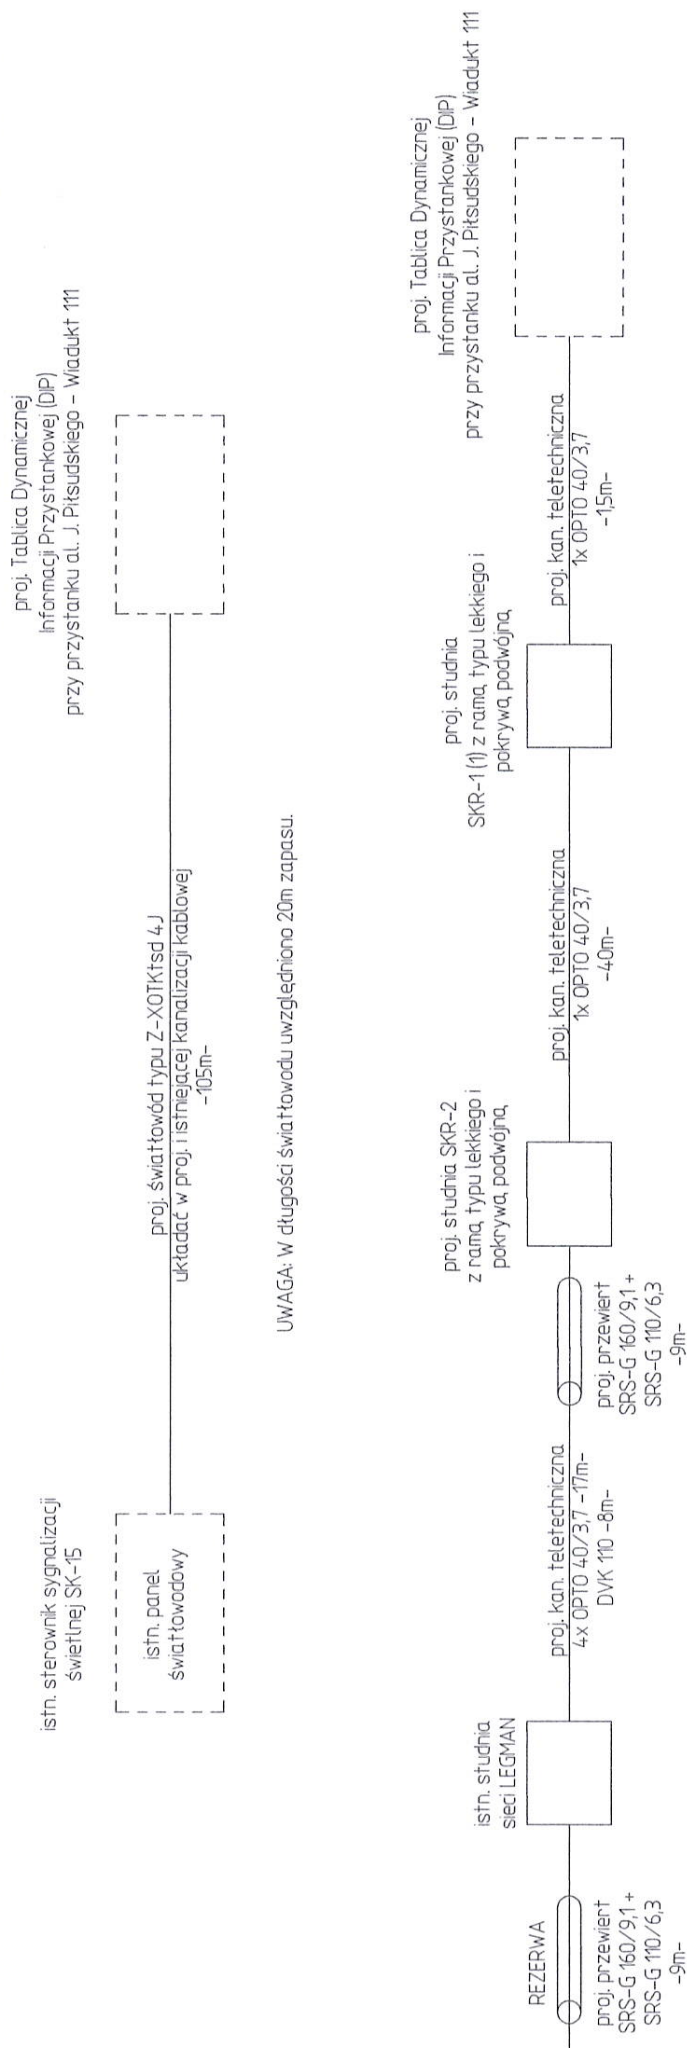 istn. sterownik sygnalizacji
świetlnej SK-15
istn. panel
światłowodowy
proj. światłowód typu Z-XOTKtsd 4J
układać w proj. i istniejącej kanalizacji kablowej
-105m-
proj. Tablica Dynamicznej
Informacji Przystankowej (DIP)
przy przystanku al. J. Piłsudskiego - Wiadukt 111
UWAGA: W długości światłowodu uwzględniono 20m zapasu.
REZERWA
proj. przewiert
SRS-G 160/9,1 +
SRS-G 110/6,3
-9m-
istn. studnia
sieci LEGMAN
proj. kan. teletechniczna
4x OPTO 40/3,7 -17m-
DVK 110 -8m-
proj. przewiert
SRS-G 160/9,1 +
SRS-G 110/6,3
-9m-
proj. studnia SKR-2
z ramą typu lekkiego i
pokrywą podwójną
proj. kan. teletechniczna
1x OPTO 40/3,7
-40m-
proj. studnia
SKR-1 (1) z ramą typu lekkiego i
pokrywą podwójną
proj. kan. teletechniczna
1x OPTO 40/3,7
-1,5m-
proj. Tablica Dynamicznej
Informacji Przystankowej (DIP)
przy przystanku al. J. Piłsudskiego - Wiadukt 111